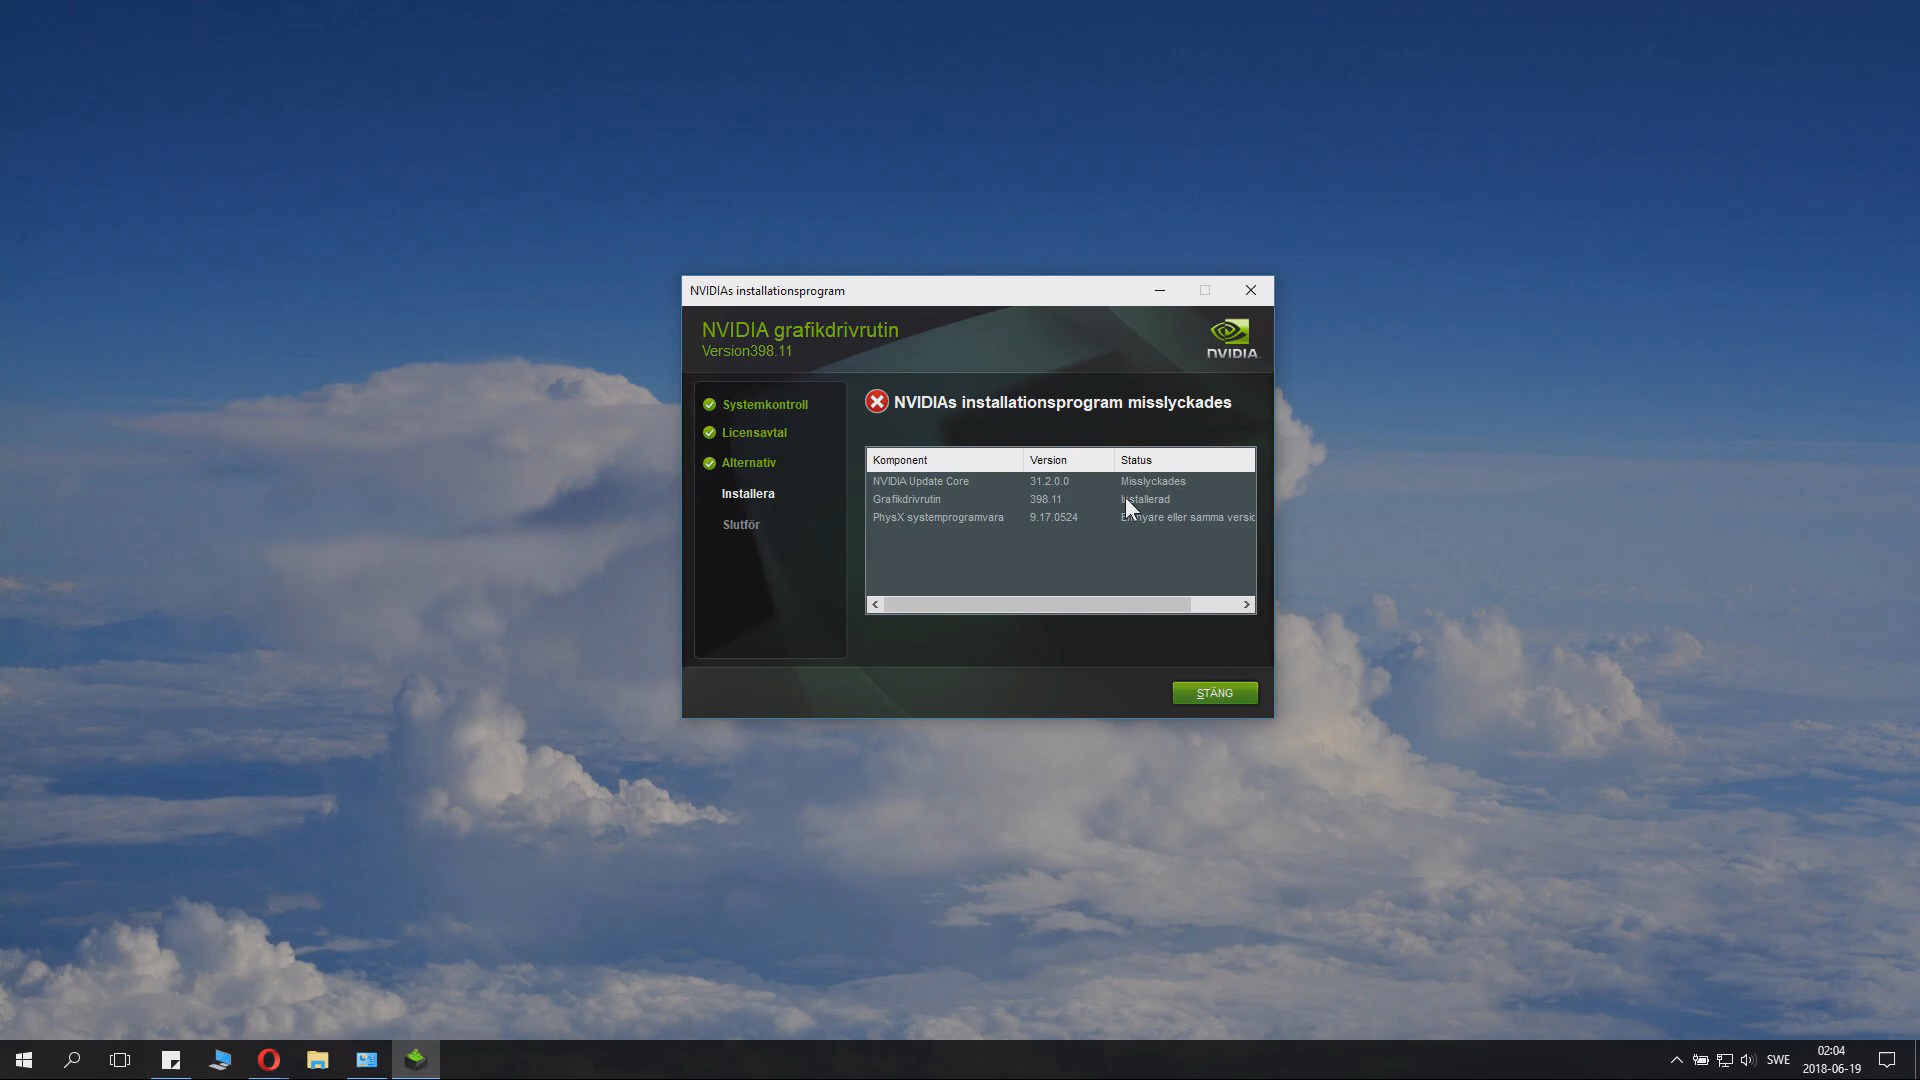 NVIDIAs installationsprogram
NVIDIA grafikdrivrutin
Version398.11
NVIDIA.
Systemkontroll
Licensavtal
Alternativ
Installera
Slutför
NVIDIAs installationsprogram misslyckades
Komponent Version Status
NVIDIA Update Core 31.2.0.0 Misslyckades
Grafikdrivrutin 398.11 Installerad
PhysX systemprogramvara 9.17.0524 nyare eller samma versio
STÄNG
SWE
02:04
2018-06-19